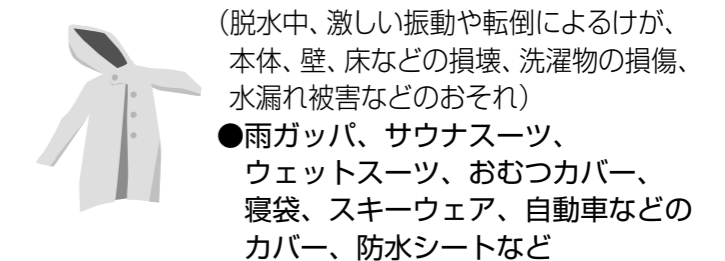 （脱水中、激しい振動や転倒によるけが、
本体、壁、床などの損壊、洗濯物の損傷、
水漏れ被害などのおそれ）
●雨ガッパ、サウナスーツ、
ウェットスーツ、おむつカバー、
寝袋、スキーウェア、自動車などの
カバー、防水シートなど